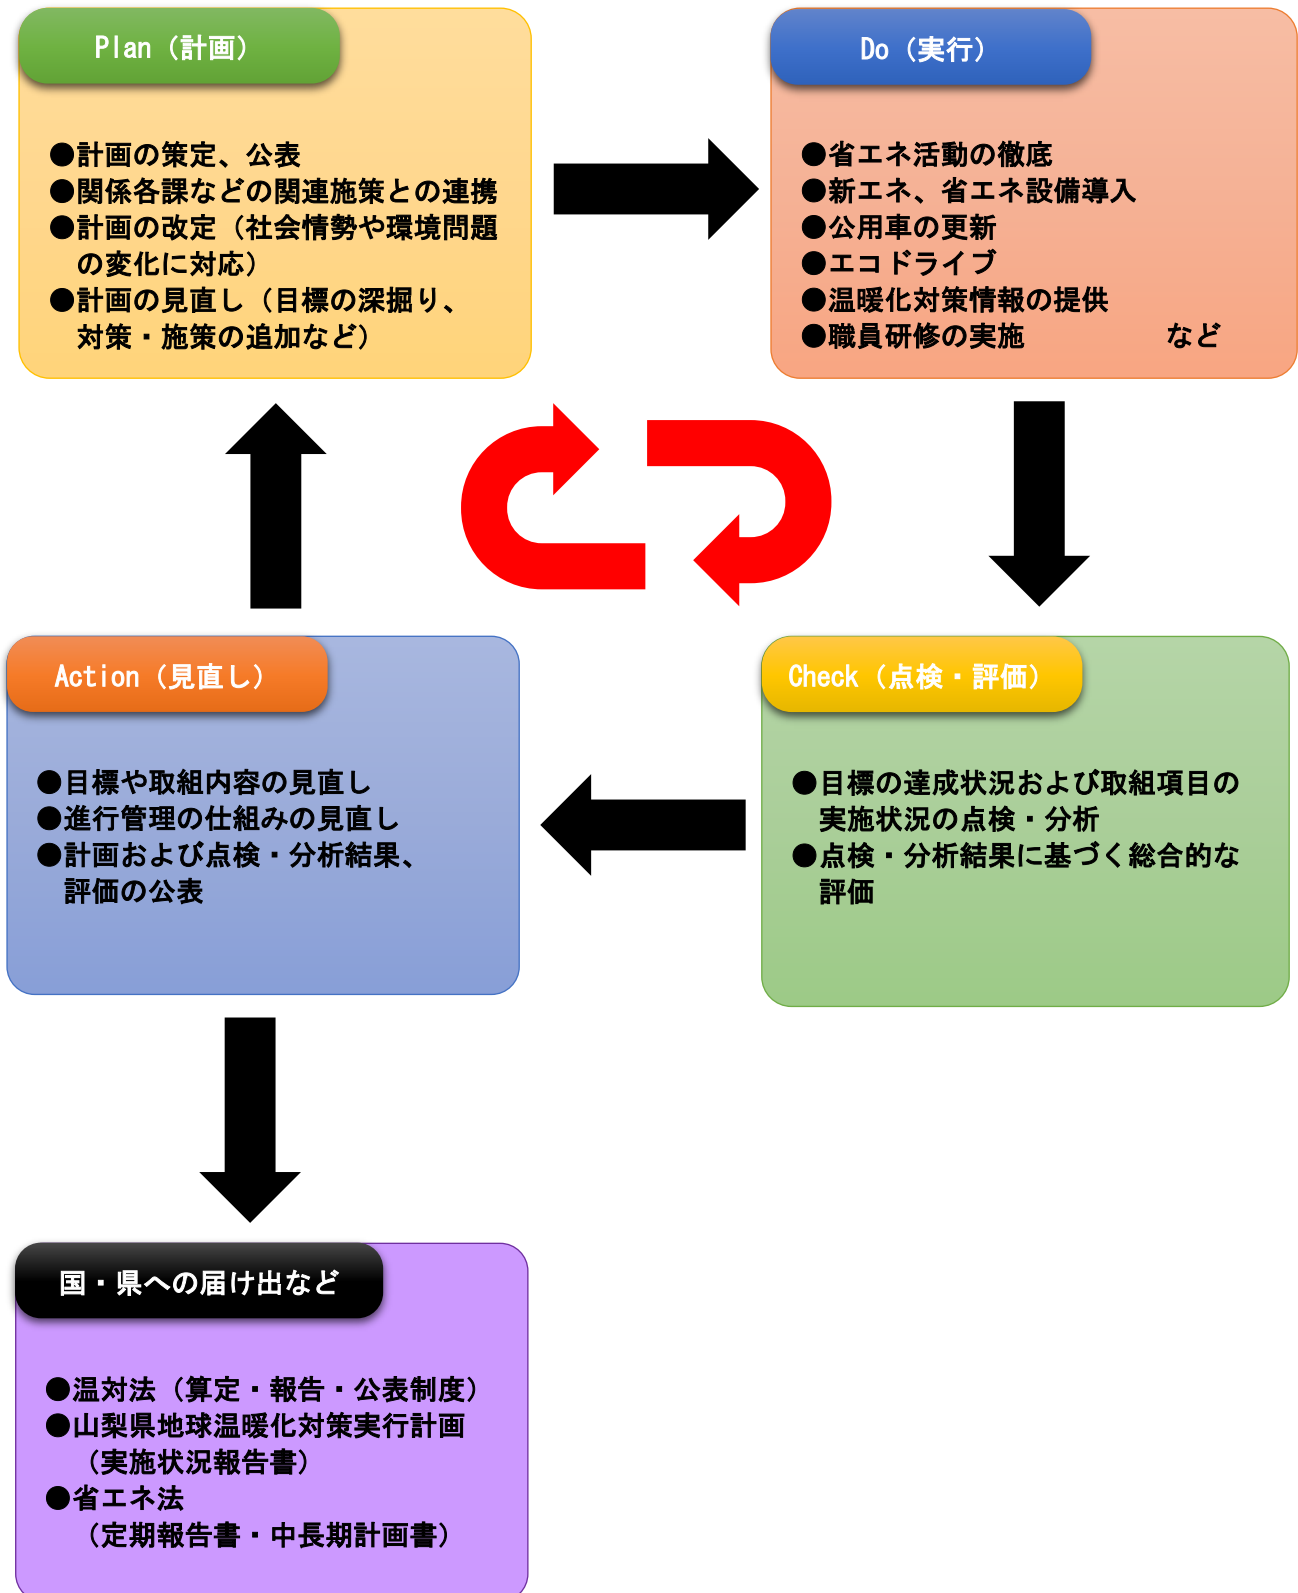 Plan（計画）
●計画の策定、公表
●関係各課などの関連施策との連携
●計画の改定（社会情勢や環境問題
の変化に対応）
●計画の見直し（目標の深掘り、
対策・施策の追加など）
Do（実行）
●省エネ活動の徹底
●新エネ、省エネ設備導入
●公用車の更新
●エコドライブ
●温暖化対策情報の提供
●職員研修の実施　　　　　など
Action（見直し）
●目標や取組内容の見直し
●進行管理の仕組みの見直し
●計画および点検・分析結果、
評価の公表
Check（点検・評価）
●目標の達成状況および取組項目の
実施状況の点検・分析
●点検・分析結果に基づく総合的な
評価
国・県への届け出など
●温対法（算定・報告・公表制度）
●山梨県地球温暖化対策実行計画
（実施状況報告書）
●省エネ法
（定期報告書・中長期計画書）